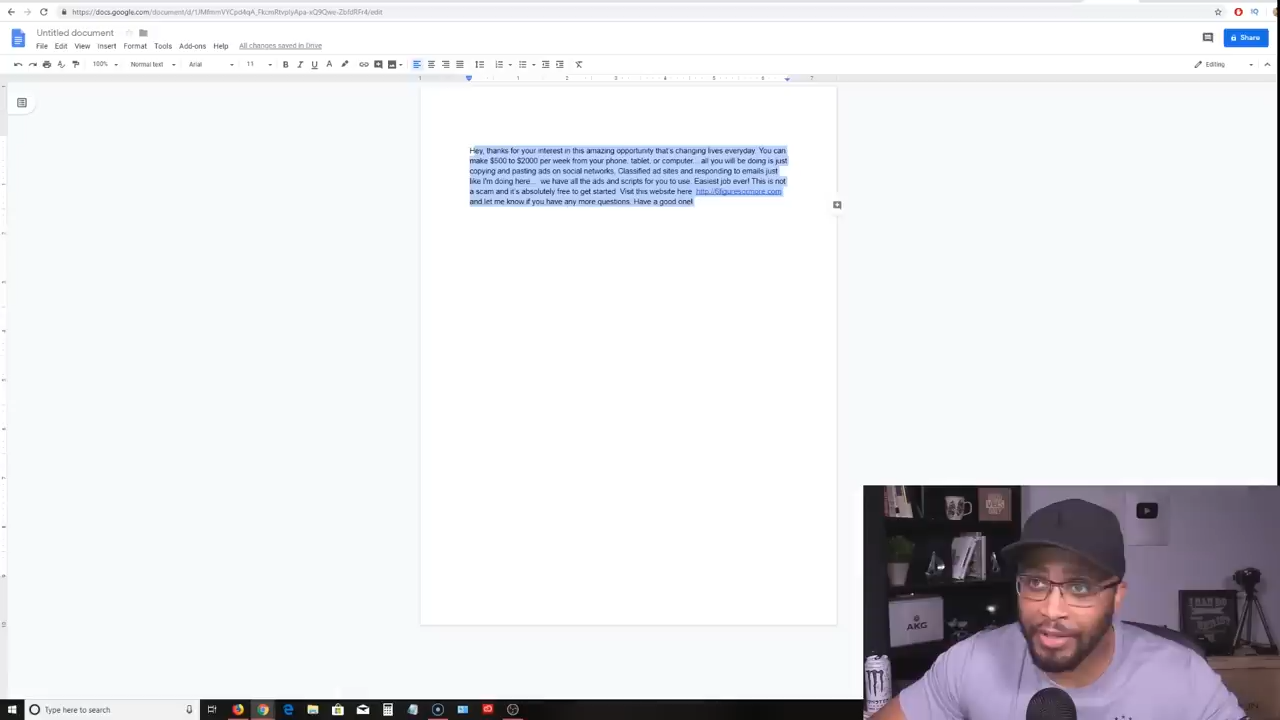 https://docs.google.com/document/d/
/edit
Untitled document
File Edit View Insert Format Tools Add-ons Help All changes saved in Drive
Share
100% Normal text Arial 11
Editing
Hey, thanks for your interest in this amazing opportunity that's changing lives everyday. You can
make $500 to $2000 per week from your phone, tablet, or computer... all you will be doing is just
copying and pasting ads on social networks, Classified ad sites and responding to emails just
like I'm doing here... we have all the ads and scripts for you to use. Easiest job ever! This is not
a scam and it's absolutely free to get started Visit this website here http://6figuresormore.com
and let me know if you have any more questions. Have a good one!
AKG
Type here to search